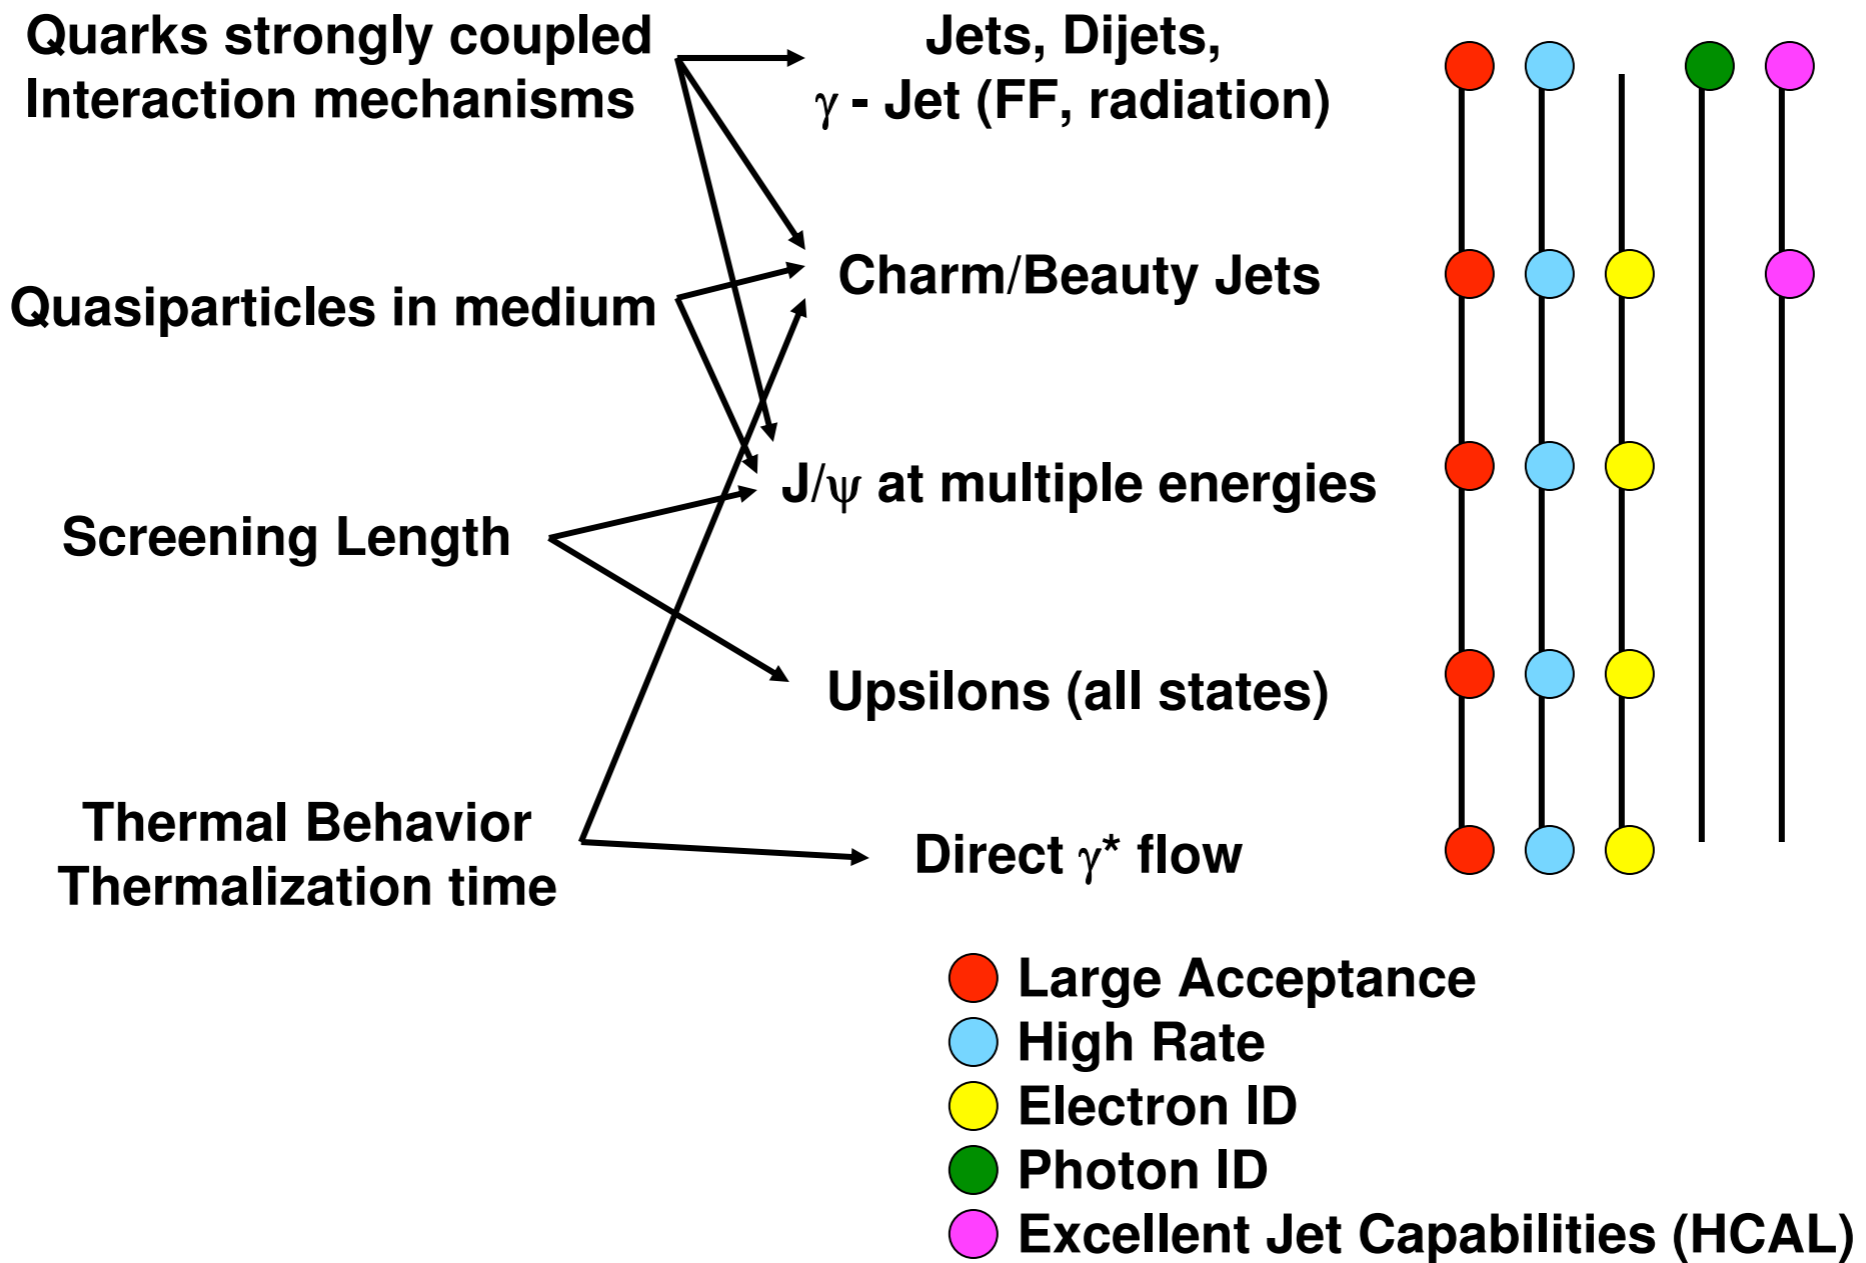 Quarks strongly coupled
Interaction mechanisms
Quasiparticles in medium
Screening Length
Thermal Behavior
Thermalization time
Jets, Dijets,
γ - Jet (FF, radiation)
Charm/Beauty Jets
J/ψ at multiple energies
Upsilons (all states)
Direct γ* flow
Large Acceptance
High Rate
Electron ID
Photon ID
Excellent Jet Capabilities (HCAL)